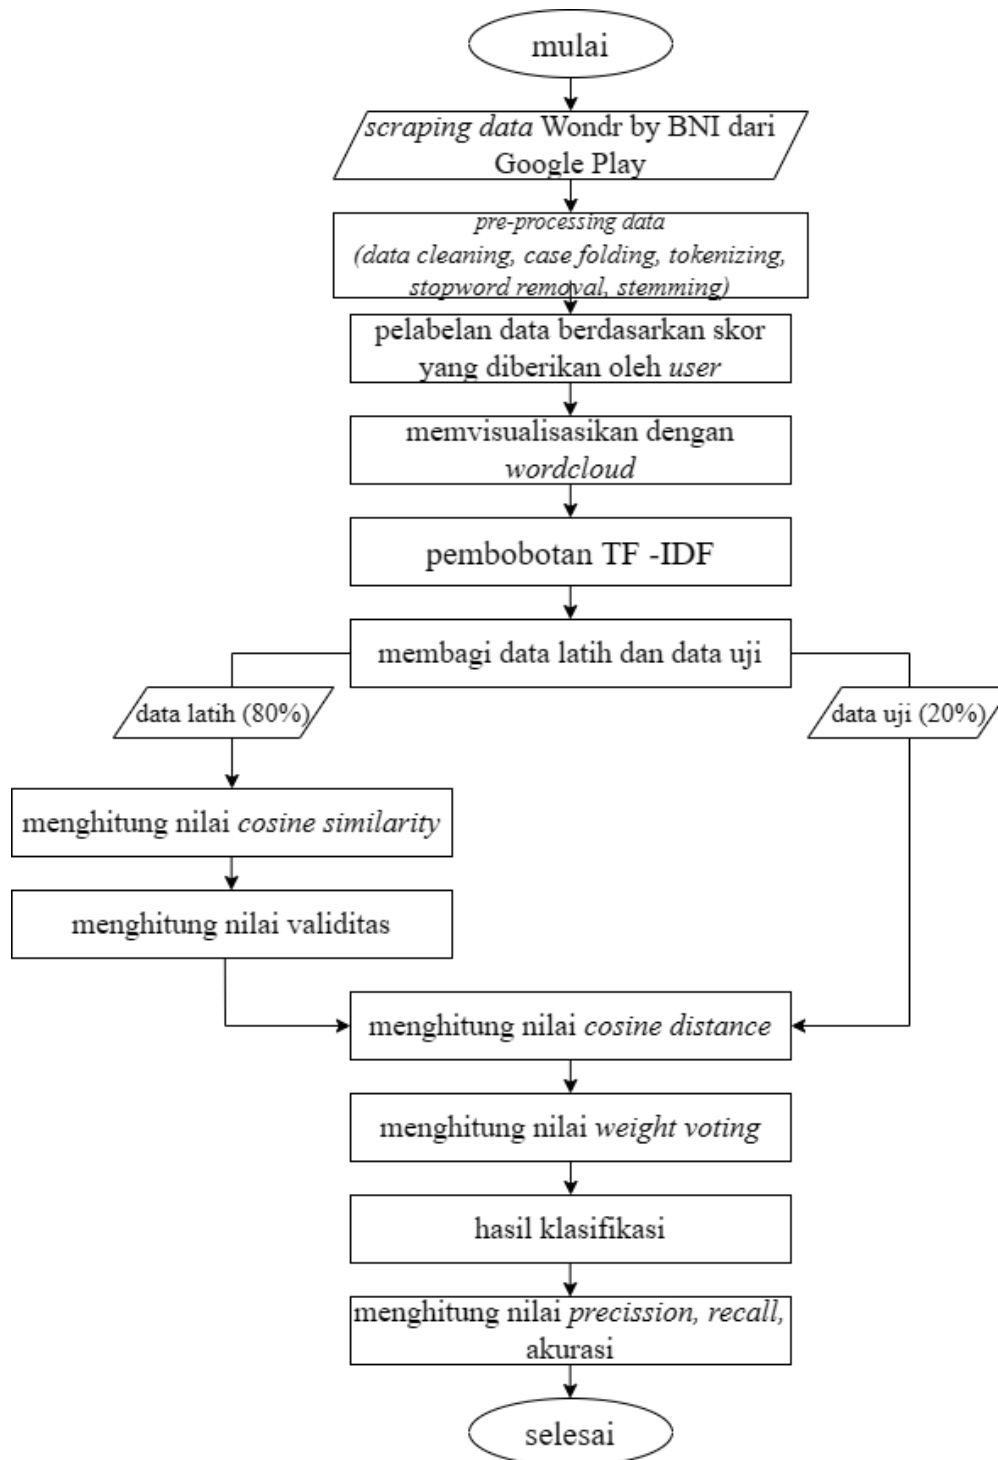 mulai
scraping data Wondr by BNI dari
Google Play
pre-processing data
(data cleaning, case folding, tokenizing,
stopword removal, stemming)
pelabelan data berdasarkan skor
yang diberikan oleh user
memvisualisasikan dengan
wordcloud
pembobotan TF -IDF
membagi data latih dan data uji
data latih (80%)
data uji (20%)
menghitung nilai cosine similarity
menghitung nilai validitas
menghitung nilai cosine distance
menghitung nilai weight voting
hasil klasifikasi
menghitung nilai precission, recall,
akurasi
selesai